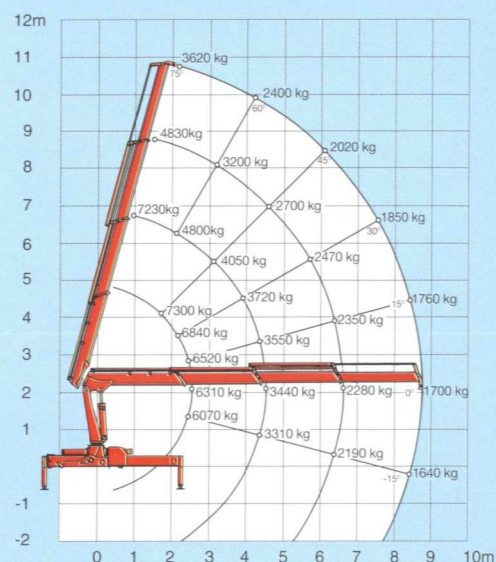 12m
11
10
9
8
7
6
5
4
3
2
1
-1
-2
0 1 2 3 4 5 6 7 8 9 10m
3620 kg
75°
2400 kg
60°
4830kg
2020 kg
45°
3200 kg
7230kg
2700 kg
1850 kg
30°
4800kg
4050 kg
2470 kg
3720 kg
15° 1760 kg
7300 kg
2350 kg
6840 kg
3550 kg
6520 kg
6310 kg
3440 kg
2280 kg
0° 1700 kg
6070 kg
3310 kg
2190 kg
-15° 1640 kg